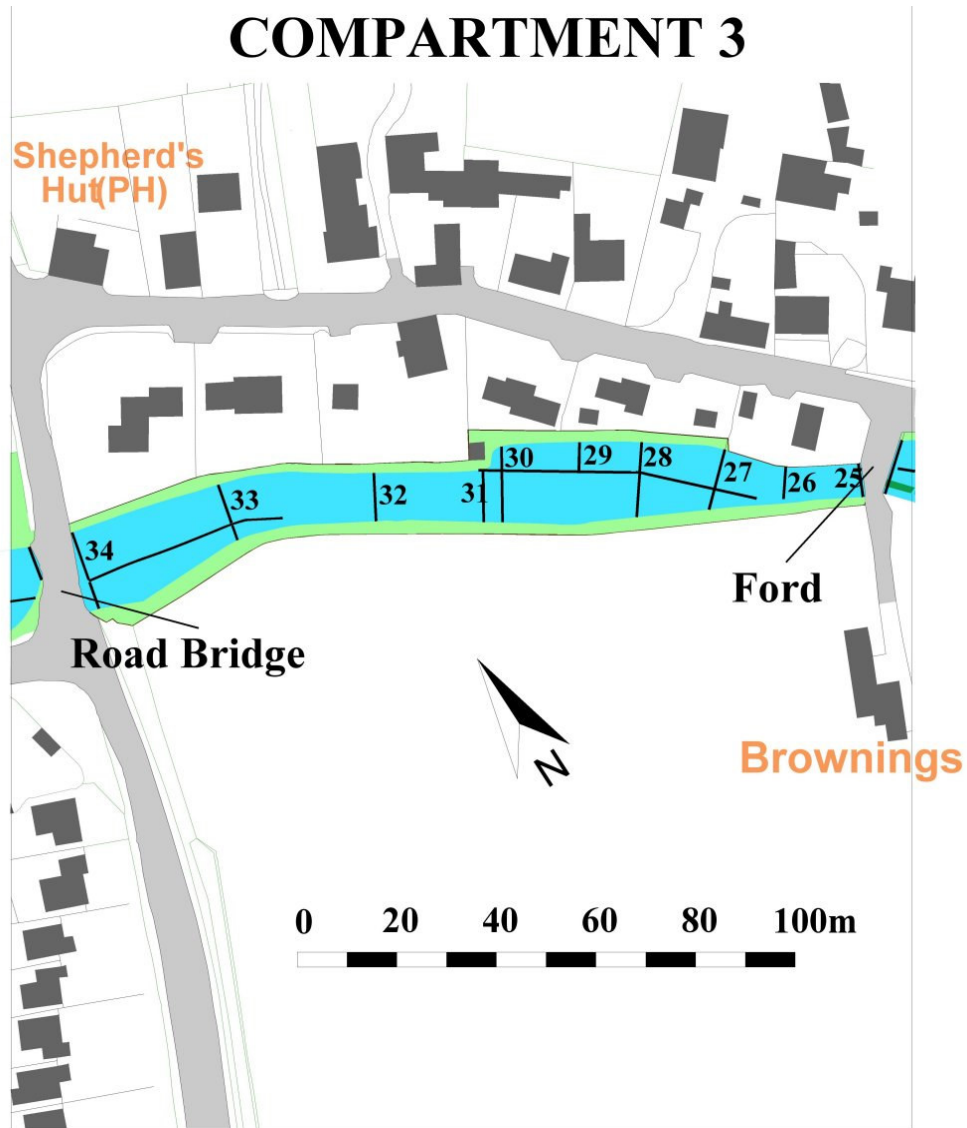 COMPARTMENT 3
Shepherd's
Hut(PH)
30
29
28
27
26
25
31
32
33
34
Ford
Road Bridge
N
Brownings
0 20 40 60 80 100m